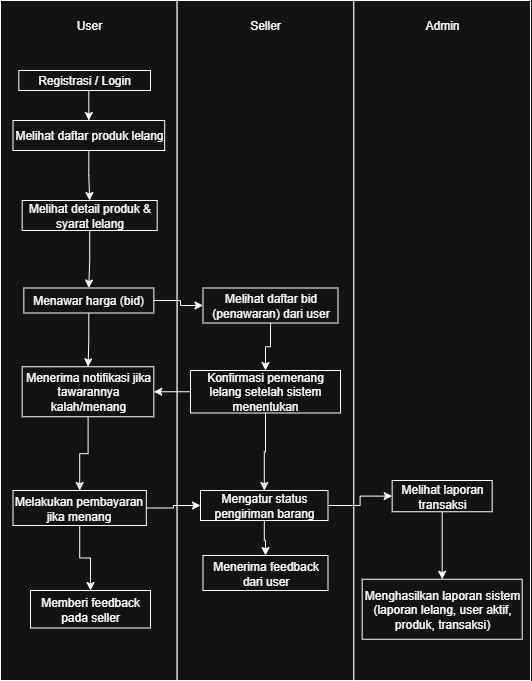 User
Seller
Admin
Registrasi / Login
Melihat daftar produk lelang
Melihat detail produk &
syarat lelang
Menawar harga (bid)
Melihat daftar bid
(penawaran) dari user
Menerima notifikasi jika
tawarannya
kalah/menang
Konfirmasi pemenang
lelang setelah sistem
menentukan
Melakukan pembayaran
jika menang
Mengatur status
pengiriman barang
Melihat laporan
transaksi
Menerima feedback
dari user
Memberi feedback
pada seller
Menghasilkan laporan sistem
(laporan lelang, user aktif,
produk, transaksi)